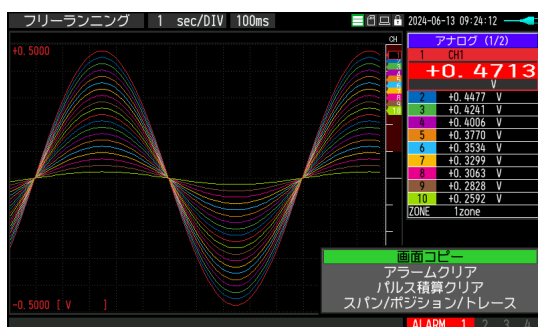 フリーランニング 1 sec/DIV 100ms 2024-06-13 09:24:12
CH
+0.5000
アナログ (1/2)
1 CH1
+0.4713
V
2 +0.4477 V
3 +0.4241 V
4 +0.4006 V
5 +0.3770 V
6 +0.3534 V
7 +0.3299 V
8 +0.3063 V
9 +0.2828 V
10 +0.2592 V
ZONE 1zone
画面コピー
アラームクリア
パルス積算クリア
スパン/ポジション/トレース
-0.5000 [ V ]
ALARM 1 2 3 4